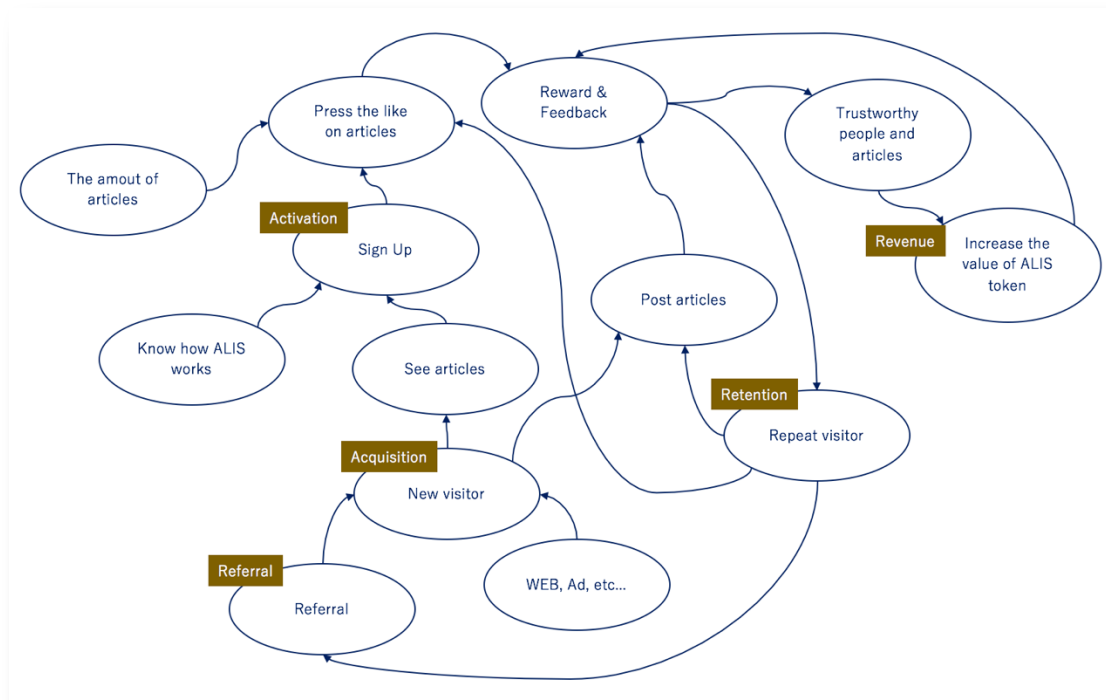 Reward &
Feedback
Press the like
on articles
Trustworthy
people and
articles
The amout of
articles
Activation
Sign Up
Revenue
Increase the
value of ALIS
token
Post articles
Know how ALIS
works
See articles
Retention
Repeat visitor
Acquisition
New visitor
Referral
Referral
WEB, Ad, etc...